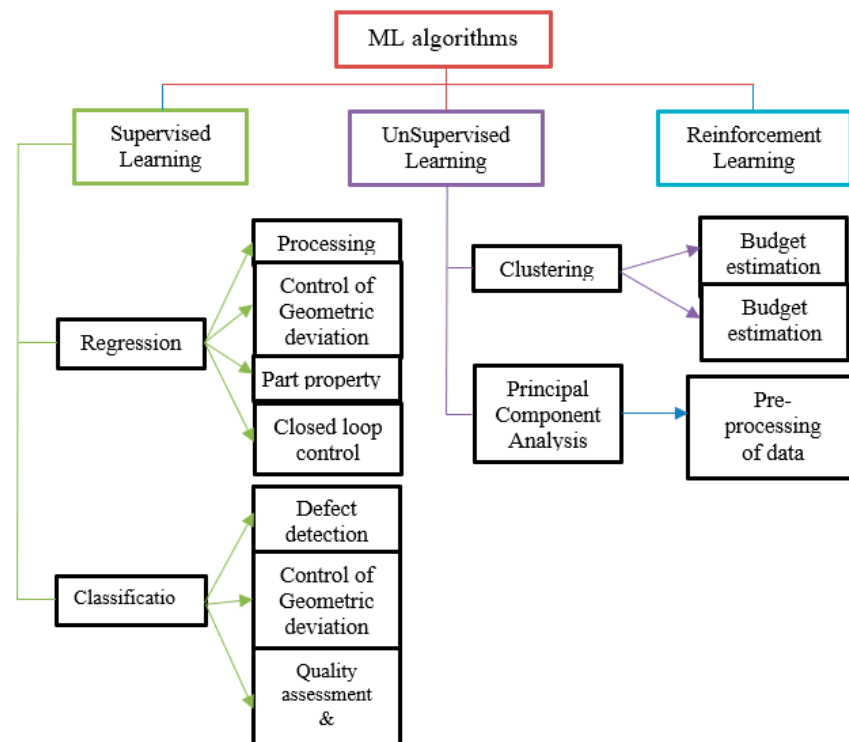 ML algorithms
Supervised
Learning
UnSupervised
Learning
Reinforcement
Learning
Regression
Processing
Control of
Geometric
deviation
Part property
Closed loop
control
Classificatio
Defect
detection
Control of
Geometric
deviation
Quality
assessment
&
Clustering
Budget
estimation
Budget
estimation
Principal
Component
Analysis
Pre-
processing
of data